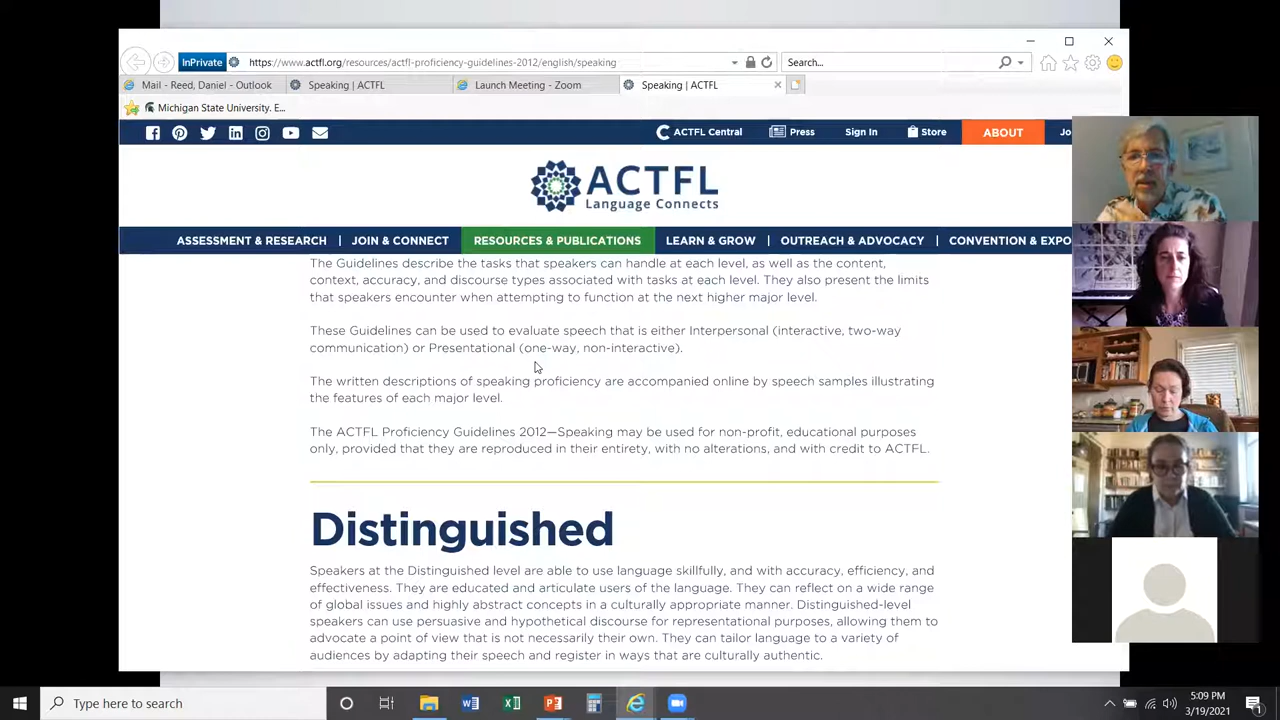 InPrivate
https://www.actfl.org/resources/actfl-proficiency-guidelines-2012/english/speaking
Search...
Mail - Reed, Daniel - Outlook
Speaking | ACTFL
Launch Meeting - Zoom
Speaking | ACTFL
Michigan State University. E...
ACTFL Central
Press
Sign In
Store
ABOUT
Jo
ACTFL
Language Connects
ASSESSMENT & RESEARCH | JOIN & CONNECT RESOURCES & PUBLICATIONS LEARN & GROW | OUTREACH & ADVOCACY | CONVENTION & EXPO
The Guidelines describe the tasks that speakers can handle at each level, as well as the content,
context, accuracy, and discourse types associated with tasks at each level. They also present the limits
that speakers encounter when attempting to function at the next higher major level.
These Guidelines can be used to evaluate speech that is either Interpersonal (interactive, two-way
communication) or Presentational (one-way, non-interactive).
The written descriptions of speaking proficiency are accompanied online by speech samples illustrating
the features of each major level.
The ACTFL Proficiency Guidelines 2012—Speaking may be used for non-profit, educational purposes
only, provided that they are reproduced in their entirety, with no alterations, and with credit to ACTFL.
Distinguished
Speakers at the Distinguished level are able to use language skillfully, and with accuracy, efficiency, and
effectiveness. They are educated and articulate users of the language. They can reflect on a wide range
of global issues and highly abstract concepts in a culturally appropriate manner. Distinguished-level
speakers can use persuasive and hypothetical discourse for representational purposes, allowing them to
advocate a point of view that is not necessarily their own. They can tailor language to a variety of
audiences by adapting their speech and register in ways that are culturally authentic.
Type here to search
5:09 PM
3/19/2021
1